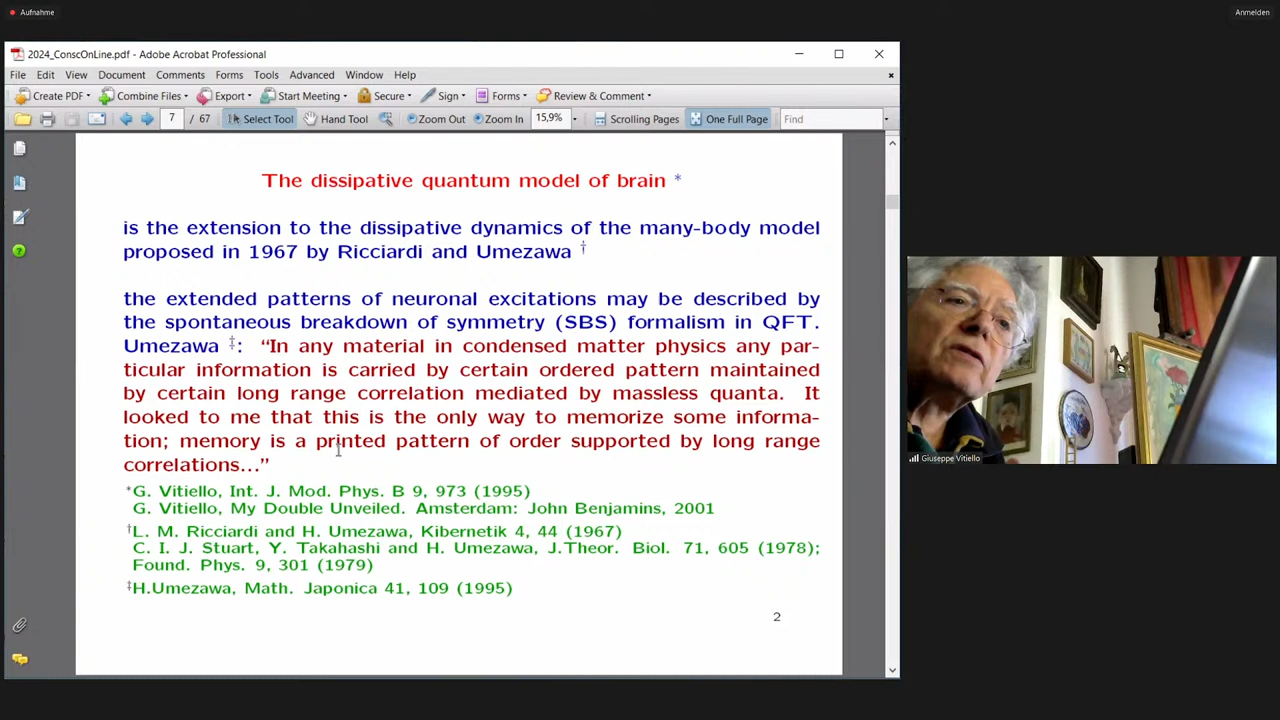 Aufnahme
Anmelden
2024_ConscOnLine.pdf - Adobe Acrobat Professional
File Edit View Document Comments Forms Tools Advanced Window Help
Create PDF Combine Files Export Start Meeting Secure Sign Forms Review & Comment
7 / 67 Select Tool Hand Tool Zoom Out Zoom In 15,9% Scrolling Pages One Full Page Find
The dissipative quantum model of brain *
is the extension to the dissipative dynamics of the many-body model
proposed in 1967 by Ricciardi and Umezawa †
the extended patterns of neuronal excitations may be described by
the spontaneous breakdown of symmetry (SBS) formalism in QFT.
Umezawa ‡: “In any material in condensed matter physics any par-
ticular information is carried by certain ordered pattern maintained
by certain long range correlation mediated by massless quanta. It
looked to me that this is the only way to memorize some informa-
tion; memory is a printed pattern of order supported by long range
correlations...”
*G. Vitiello, Int. J. Mod. Phys. B 9, 973 (1995)
G. Vitiello, My Double Unveiled. Amsterdam: John Benjamins, 2001
†L. M. Ricciardi and H. Umezawa, Kibernetik 4, 44 (1967)
C. I. J. Stuart, Y. Takahashi and H. Umezawa, J.Theor. Biol. 71, 605 (1978);
Found. Phys. 9, 301 (1979)
‡H.Umezawa, Math. Japonica 41, 109 (1995)
2
Giuseppe Vitiello